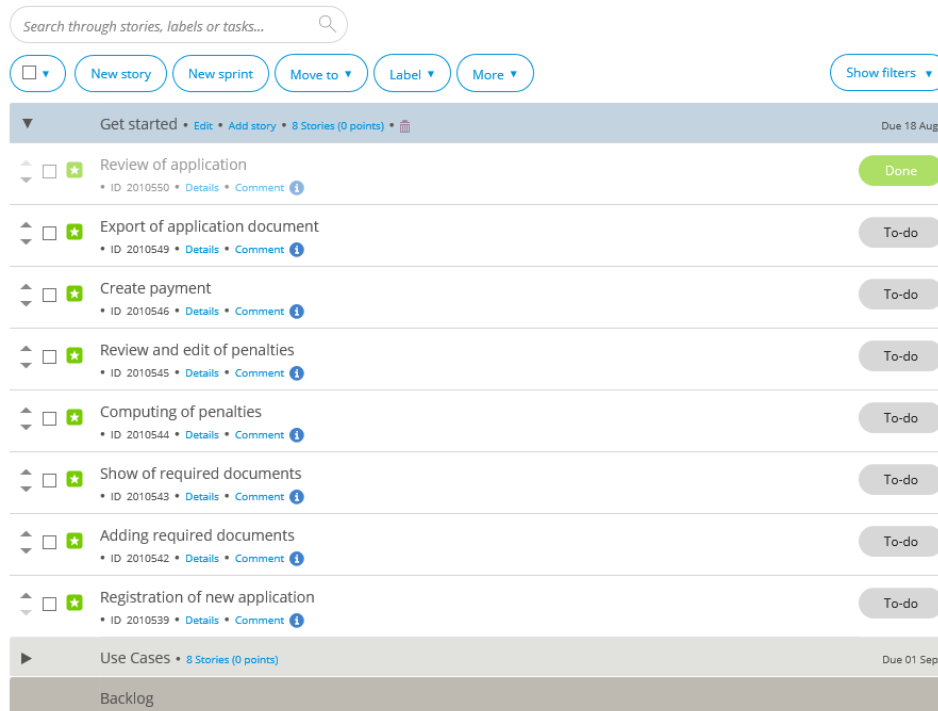 Search through stories, labels or tasks...
New story New sprint Move to Label More Show filters
Get started • Edit • Add story • 8 Stories (0 points) • Due 18 Aug
Review of application
• ID 2010550 • Details • Comment
Done
Export of application document
• ID 2010549 • Details • Comment
To-do
Create payment
• ID 2010546 • Details • Comment
To-do
Review and edit of penalties
• ID 2010545 • Details • Comment
To-do
Computing of penalties
• ID 2010544 • Details • Comment
To-do
Show of required documents
• ID 2010543 • Details • Comment
To-do
Adding required documents
• ID 2010542 • Details • Comment
To-do
Registration of new application
• ID 2010539 • Details • Comment
To-do
Use Cases • 8 Stories (0 points) Due 01 Sep
Backlog